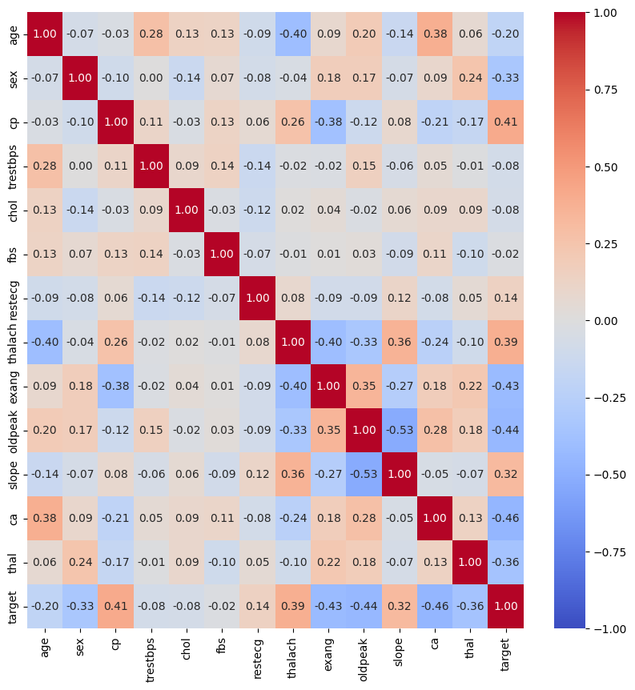 age 1.00 -0.07 -0.03 0.28 0.13 0.13 -0.09 -0.40 0.09 0.20 -0.14 0.38 0.06 -0.20
sex -0.07 1.00 -0.10 0.00 -0.14 0.07 -0.08 -0.04 0.18 0.17 -0.07 0.09 0.24 -0.33
cp -0.03 -0.10 1.00 0.11 -0.03 0.13 0.06 0.26 -0.38 -0.12 0.08 -0.21 -0.17 0.41
trestbps 0.28 0.00 0.11 1.00 0.09 0.14 -0.14 -0.02 -0.02 0.15 -0.06 0.05 -0.01 -0.08
chol 0.13 -0.14 -0.03 0.09 1.00 -0.03 -0.12 0.02 0.04 -0.02 0.06 0.09 0.09 -0.08
fbs 0.13 0.07 0.13 0.14 -0.03 1.00 -0.07 -0.01 0.01 0.03 -0.09 0.11 -0.10 -0.02
restecg -0.09 -0.08 0.06 -0.14 -0.12 -0.07 1.00 0.08 -0.09 -0.09 0.12 -0.08 0.05 0.14
thalach -0.40 -0.04 0.26 -0.02 0.02 -0.01 0.08 1.00 -0.40 -0.33 0.36 -0.24 -0.10 0.39
exang 0.09 0.18 -0.38 -0.02 0.04 0.01 -0.09 -0.40 1.00 0.35 -0.27 0.18 0.22 -0.43
oldpeak 0.20 0.17 -0.12 0.15 -0.02 0.03 -0.09 -0.33 0.35 1.00 -0.53 0.28 0.18 -0.44
slope -0.14 -0.07 0.08 -0.06 0.06 -0.09 0.12 0.36 -0.27 -0.53 1.00 -0.05 -0.07 0.32
ca 0.38 0.09 -0.21 0.05 0.09 0.11 -0.08 -0.24 0.18 0.28 -0.05 1.00 0.13 -0.46
thal 0.06 0.24 -0.17 -0.01 0.09 -0.10 0.05 -0.10 0.22 0.18 -0.07 0.13 1.00 -0.36
target -0.20 -0.33 0.41 -0.08 -0.08 -0.02 0.14 0.39 -0.43 -0.44 0.32 -0.46 -0.36 1.00
age sex cp trestbps chol fbs restecg thalach exang oldpeak slope ca thal target
1.00
0.75
0.50
0.25
0.00
−0.25
−0.50
−0.75
−1.00